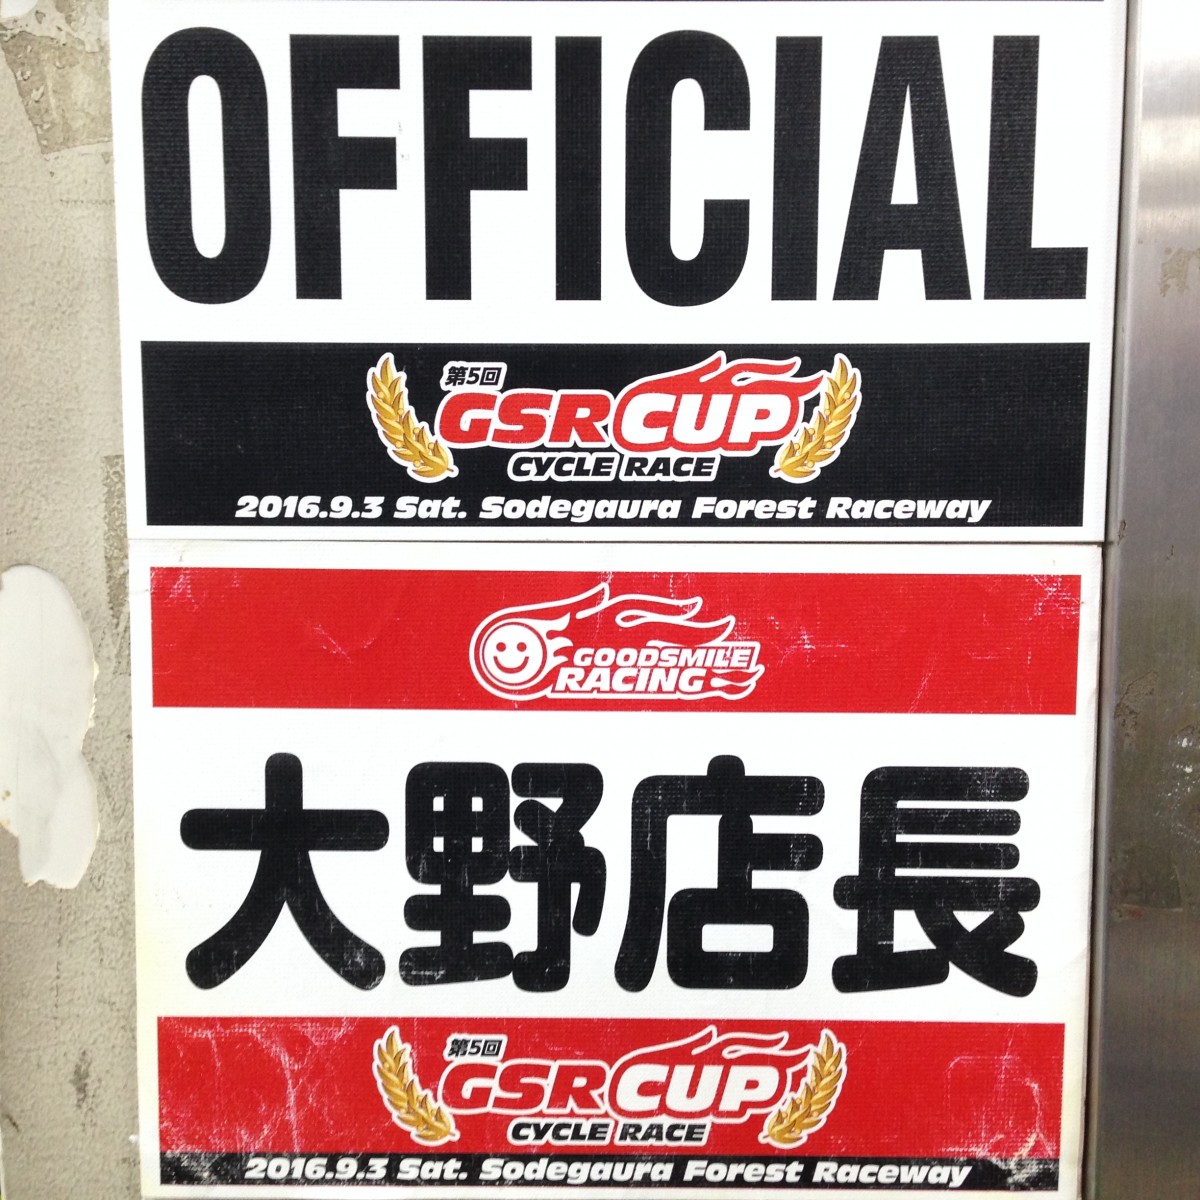 OFFICIAL
第5回
GSR CUP
CYCLE RACE
2016.9.3 Sat. Sodegaura Forest Raceway
GOODSMILE
RACING
大野店長
第5回
GSR CUP
CYCLE RACE
2016.9.3 Sat. Sodegaura Forest Raceway